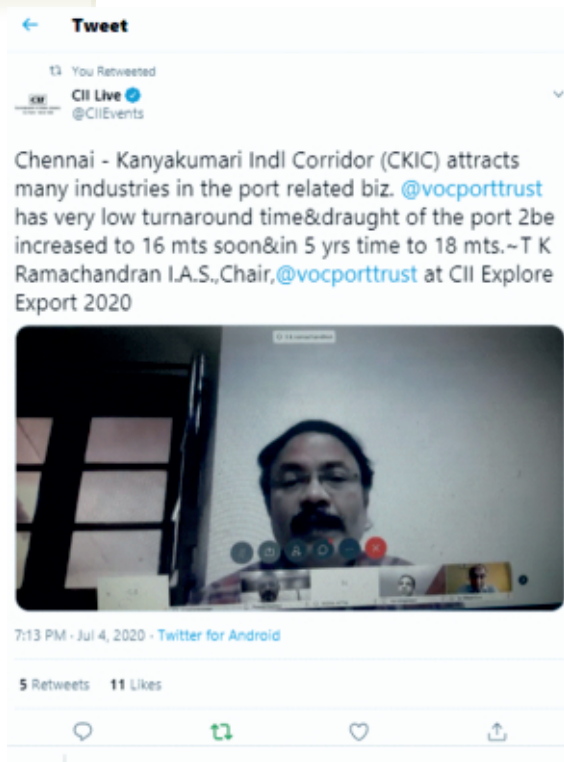 Tweet
You Retweeted
CII
CII Live
@CIIEvents
Chennai - Kanyakumari Indl Corridor (CKIC) attracts
many industries in the port related biz. @vocporttrust
has very low turnaround time&draught of the port 2be
increased to 16 mts soon&in 5 yrs time to 18 mts.~T K
Ramachandran I.A.S.,Chair,@vocporttrust at CII Explore
Export 2020
7:13 PM · Jul 4, 2020 · Twitter for Android
5 Retweets 11 Likes